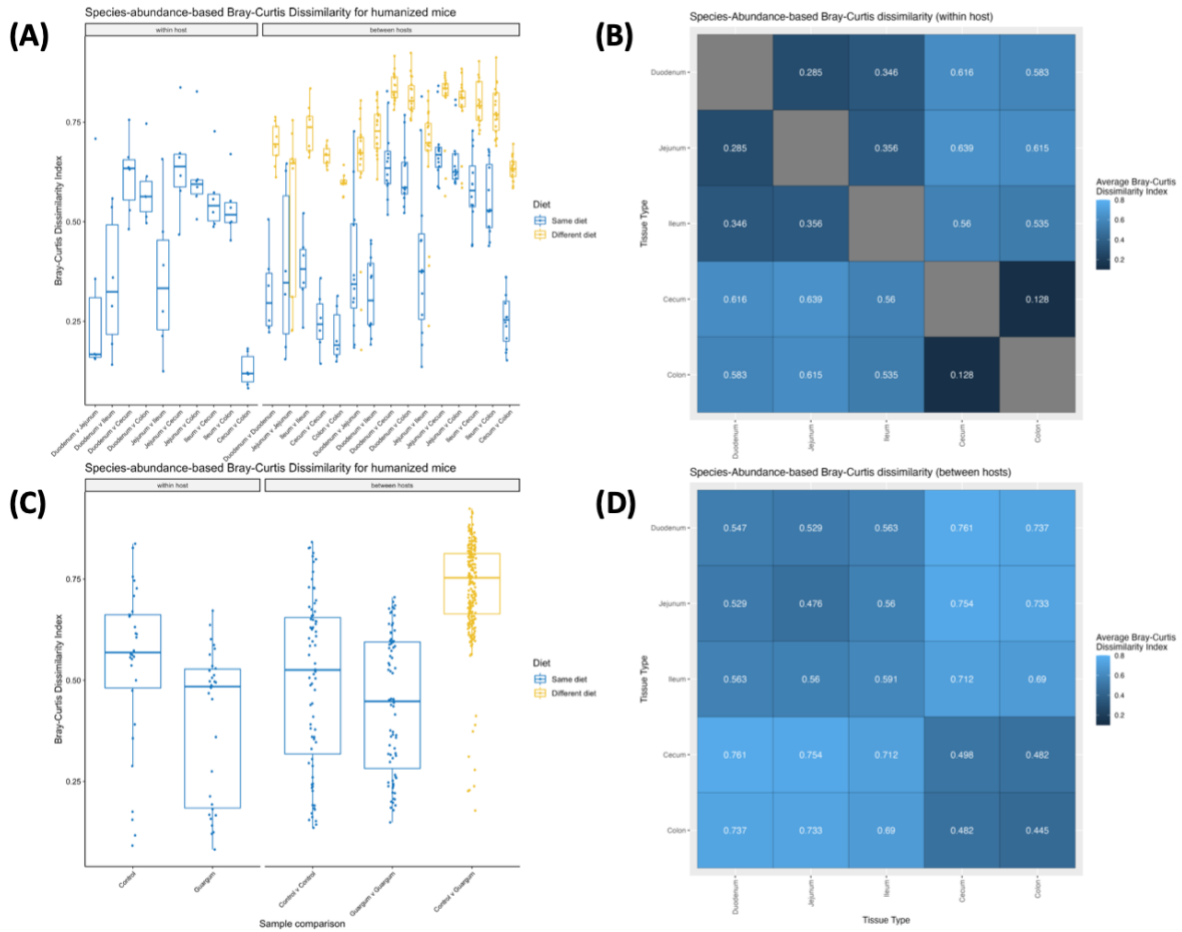 (A)
Species-abundance-based Bray-Curtis Dissimilarity for humanized mice
within host
between hosts
Bray-Curtis Dissimilarity Index
0.75
0.50
0.25
Duodenum v Jejunum
Duodenum v Ileum
Duodenum v Cecum
Duodenum v Colon
Jejunum v Ileum
Jejunum v Cecum
Jejunum v Colon
Ileum v Cecum
Ileum v Colon
Cecum v Colon
Duodenum v Duodenum
Jejunum v Jejunum
Ileum v Ileum
Cecum v Cecum
Colon v Colon
Duodenum v Jejunum
Duodenum v Ileum
Duodenum v Cecum
Duodenum v Colon
Jejunum v Ileum
Jejunum v Cecum
Jejunum v Colon
Ileum v Cecum
Ileum v Colon
Cecum v Colon
Diet
Same diet
Different diet
(B)
Species-Abundance-based Bray-Curtis dissimilarity (within host)
Tissue Type
Duodenum
0.285 0.346 0.616 0.583
Jejunum
0.285 0.356 0.639 0.615
Ileum
0.346 0.356 0.56 0.535
Cecum
0.616 0.639 0.56 0.128
Colon
0.583 0.615 0.535 0.128
Duodenum
Jejunum
Ileum
Cecum
Colon
Average Bray-Curtis
Dissimilarity Index
0.8
0.6
0.4
0.2
(C)
Species-abundance-based Bray-Curtis Dissimilarity for humanized mice
within host
between hosts
Bray-Curtis Dissimilarity Index
0.75
0.50
0.25
Control
Guargum
Control v Control
Guargum v Guargum
Control v Guargum
Sample comparison
Diet
Same diet
Different diet
(D)
Species-Abundance-based Bray-Curtis dissimilarity (between hosts)
Tissue Type
Duodenum
0.547 0.529 0.563 0.761 0.737
Jejunum
0.529 0.476 0.56 0.754 0.733
Ileum
0.563 0.56 0.591 0.712 0.69
Cecum
0.761 0.754 0.712 0.498 0.482
Colon
0.737 0.733 0.69 0.482 0.445
Duodenum
Jejunum
Ileum
Cecum
Colon
Tissue Type
Average Bray-Curtis
Dissimilarity Index
0.8
0.6
0.4
0.2